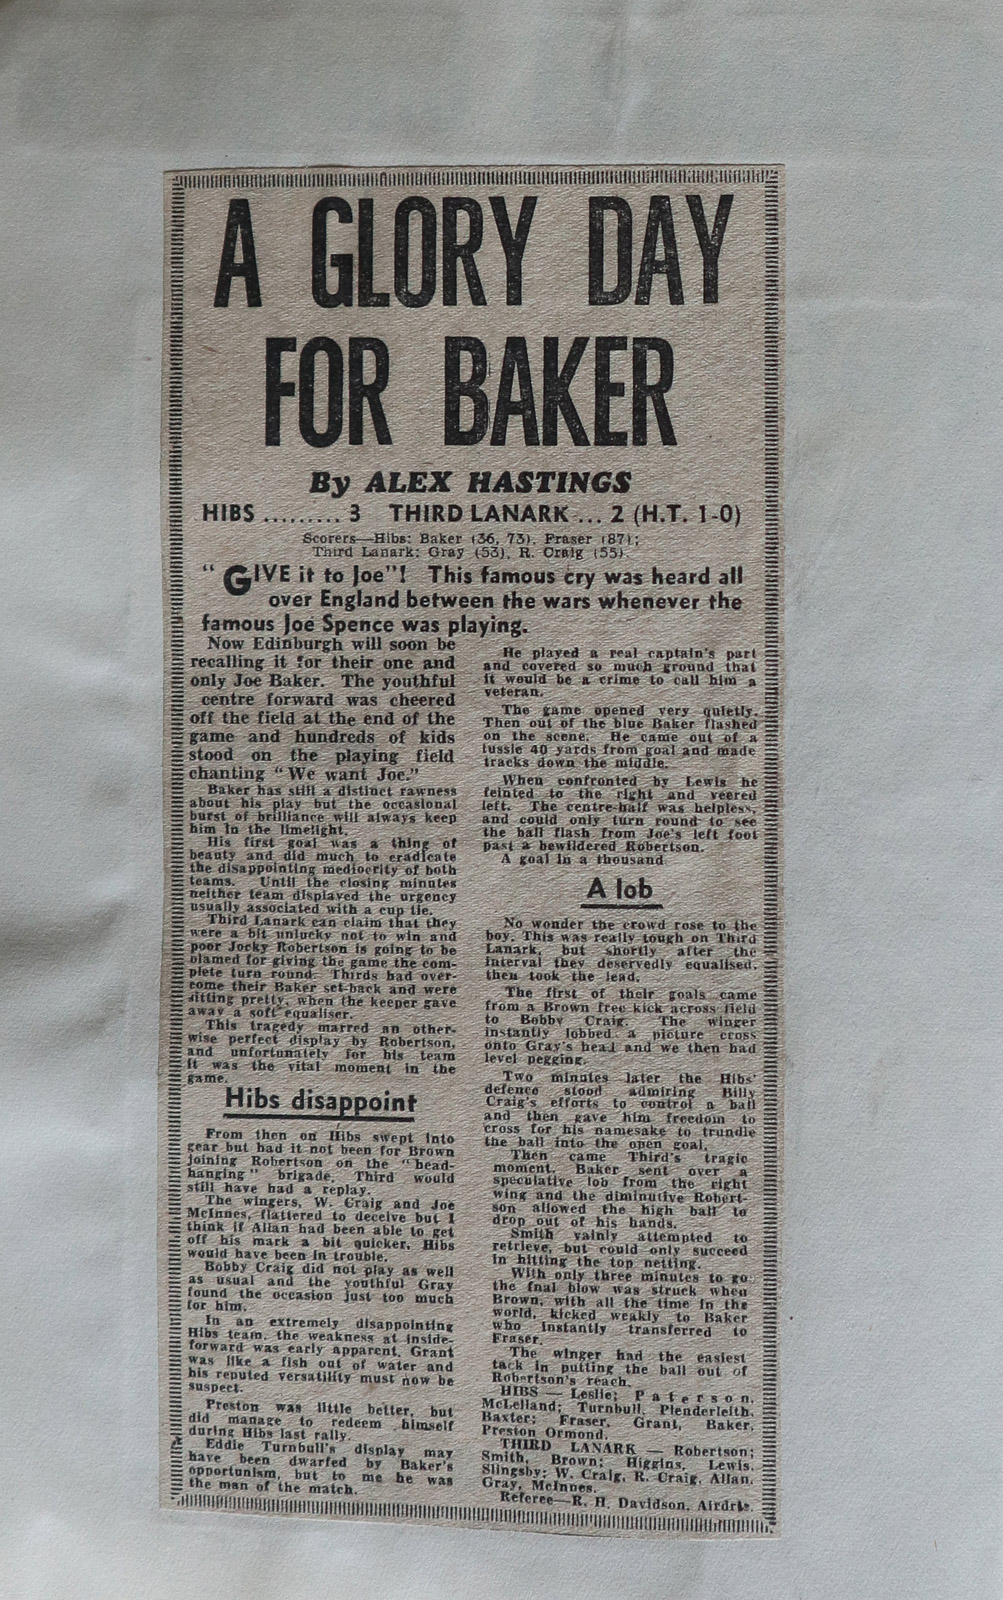 A GLORY DAY
FOR BAKER
By ALEX HASTINGS
HIBS ......... 3 THIRD LANARK ... 2 (H.T. 1-0)
Scorers—Hibs: Baker (36, 73), Fraser (87);
Third Lanark: Gray (53), R. Craig (55).
"GIVE it to Joe"! This famous cry was heard all
over England between the wars whenever the
famous Joe Spence was playing.
Now Edinburgh will soon be
recalling it for their one and
only Joe Baker. The youthful
centre forward was cheered
off the field at the end of the
game and hundreds of kids
stood on the playing field
chanting "We want Joe."
Baker has still a distinct rawness
about his play but the occasional
burst of brilliance will always keep
him in the limelight.
His first goal was a thing of
beauty and did much to eradicate
the disappointing mediocrity of both
teams. Until the closing minutes
neither team displayed the urgency
usually associated with a cup tie.
Third Lanark can claim that they
were a bit unlucky not to win and
poor Jocky Robertson is going to be
blamed for giving the game the com-
plete turn round. Thirds had over-
come their Baker set-back and were
sitting pretty, when the keeper gave
away a soft equaliser.
This tragedy marred an other-
wise perfect display by Robertson,
and unfortunately for his team
it was the vital moment in the
game.
Hibs disappoint
From then on Hibs swept into
gear but had it not been for Brown
joining Robertson on the "head-
hanging" brigade, Third would
still have had a replay.
The wingers, W. Craig and Joe
McInnes, flattered to deceive but I
think if Allan had been able to get
off his mark a bit quicker, Hibs
would have been in trouble.
Bobby Craig did not play as well
as usual and the youthful Gray
found the occasion just too much
for him.
In an extremely disappointing
Hibs team, the weakness at inside-
forward was early apparent. Grant
was like a fish out of water and
his reputed versatility must now be
suspect.
Preston was little better, but
did manage to redeem himself
during Hibs last rally.
Eddie Turnbull's display may
have been dwarfed by Baker's
opportunism, but to me he was
the man of the match.
He played a real captain's part
and covered so much ground that
it would be a crime to call him a
veteran.
The game opened very quietly.
Then out of the blue Baker flashed
on the scene. He came out of a
tussle 40 yards from goal and made
tracks down the middle.
When confronted by Lewis he
feinted to the right and veered
left. The centre-half was helpless,
and could only turn round to see
the ball flash from Joe's left foot
past a bewildered Robertson.
A goal in a thousand
A lob
No wonder the crowd rose to the
boy. This was really tough on Third
Lanark, but shortly after the
interval they deservedly equalised,
then took the lead.
The first of their goals came
from a Brown free kick across field
to Bobby Craig. The winger
instantly lobbed a picture cross
onto Gray's head and we then had
level pegging.
Two minutes later the Hibs'
defence stood admiring Billy
Craig's efforts to control a ball
and then gave him freedom to
cross for his namesake to trundle
the ball into the open goal.
Then came Third's tragic
moment. Baker sent over a
speculative lob from the right
wing and the diminutive Robert-
son allowed the high ball to
drop out of his hands.
Smith vainly attempted to
retrieve, but could only succeed
in hitting the top netting.
With only three minutes to go
the fnal blow was struck when
Brown, with all the time in the
world, kicked weakly to Baker
who instantly transferred to
Fraser.
The winger had the easiest
tack in putting the ball out of
Robertson's reach.
HIBS — Leslie; Paterson,
McLelland; Turnbull, Plenderleith,
Baxter; Fraser, Grant, Baker,
Preston Ormond.
THIRD LANARK — Robertson;
Smith, Brown; Higgins, Lewis,
Slingsby; W. Craig, R. Craig, Allan,
Gray, McInnes.
Referee—R. H. Davidson, Airdrie.